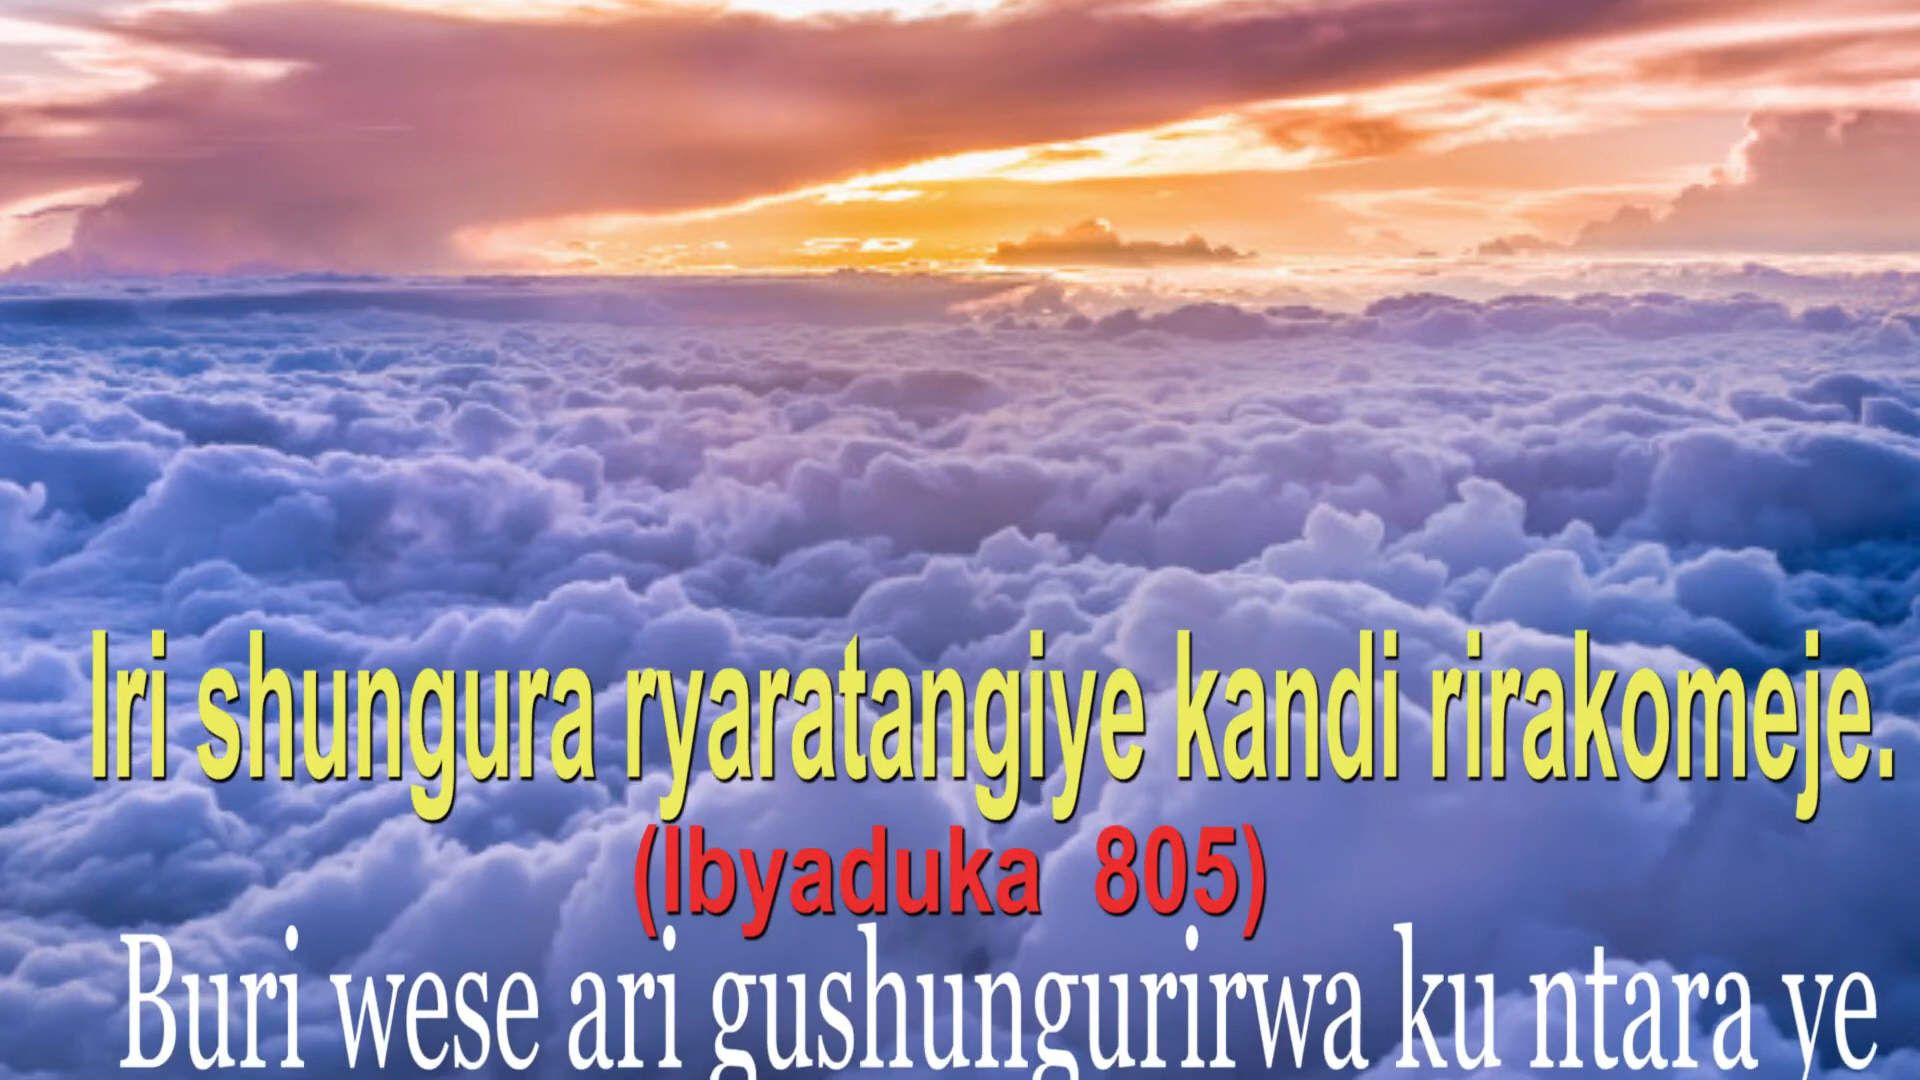 Iri shungura ryaratangiye kandi rirakomeje.
(Ibyaduka 805)
Buri wese ari gushungurirwa ku ntara ye